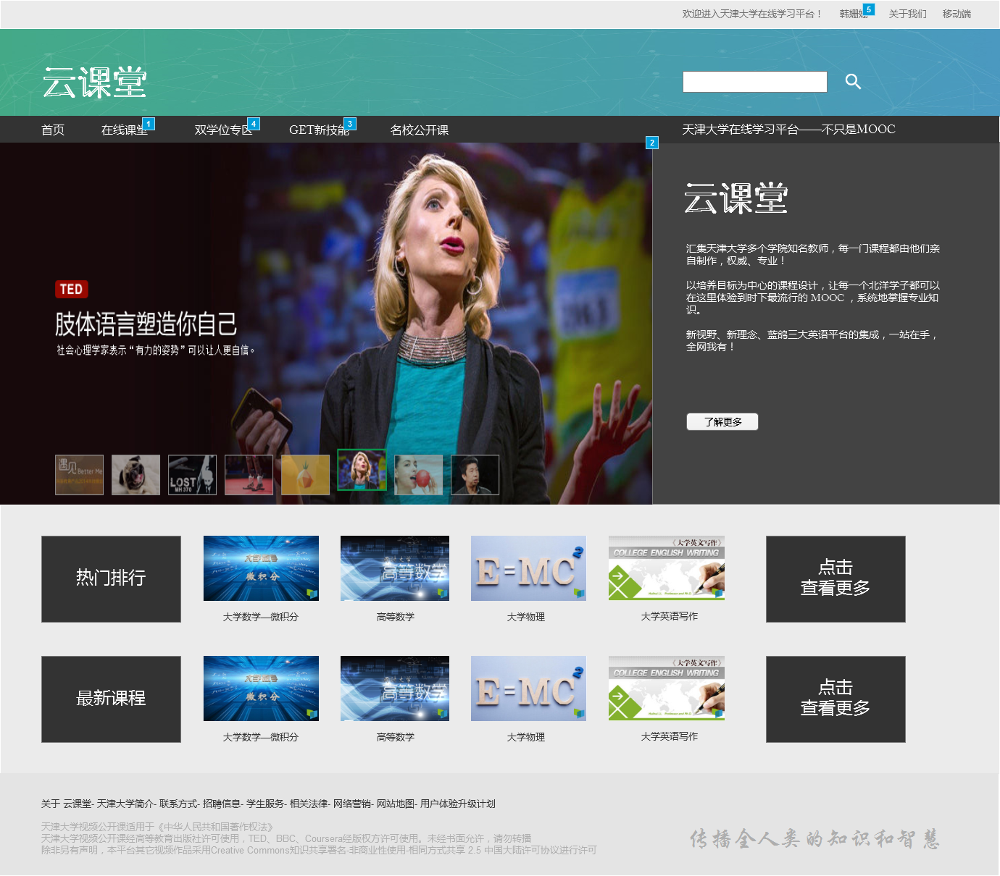 欢迎进入天津大学在线学习平台！ 韩姗姗 5 关于我们 移动端
云课堂
首页 在线课堂 1 双学位专区 4 GET新技能 3 名校公开课 天津大学在线学习平台——不只是MOOC
2
云课堂
汇集天津大学多个学院知名教师，每一门课程都由他们亲
自制作，权威、专业！
以培养目标为中心的课程设计，让每一个北洋学子都可以
在这里体验到时下最流行的 MOOC ，系统地掌握专业知
识。
新视野、新理念、蓝鸽三大英语平台的集成，一站在手，
全网我有！
了解更多
TED
肢体语言塑造你自己
社会心理学家表示“有力的姿势”可以让人更自信。
遇见 Better Me
LOST
MH 370
热门排行
大学数学
微积分
大学数学—微积分
高等数学
高等数学
E=MC2
大学物理
《大学英文写作》
COLLEGE ENGLISH WRITING
大学英语写作
点击
查看更多
最新课程
大学数学
微积分
大学数学—微积分
高等数学
高等数学
E=MC2
大学物理
《大学英文写作》
COLLEGE ENGLISH WRITING
大学英语写作
点击
查看更多
关于 云课堂- 天津大学简介- 联系方式- 招聘信息- 学生服务- 相关法律- 网络营销- 网站地图- 用户体验升级计划
天津大学视频公开课适用于《中华人民共和国著作权法》
天津大学视频公开课经高等教育出版社许可使用，TED、BBC、Coursera经版权方许可使用。未经书面允许，请勿转播
除非另有声明，本平台其它视频作品采用Creative Commons知识共享署名-非商业性使用-相同方式共享 2.5 中国大陆许可协议进行许可
传播全人类的知识和智慧